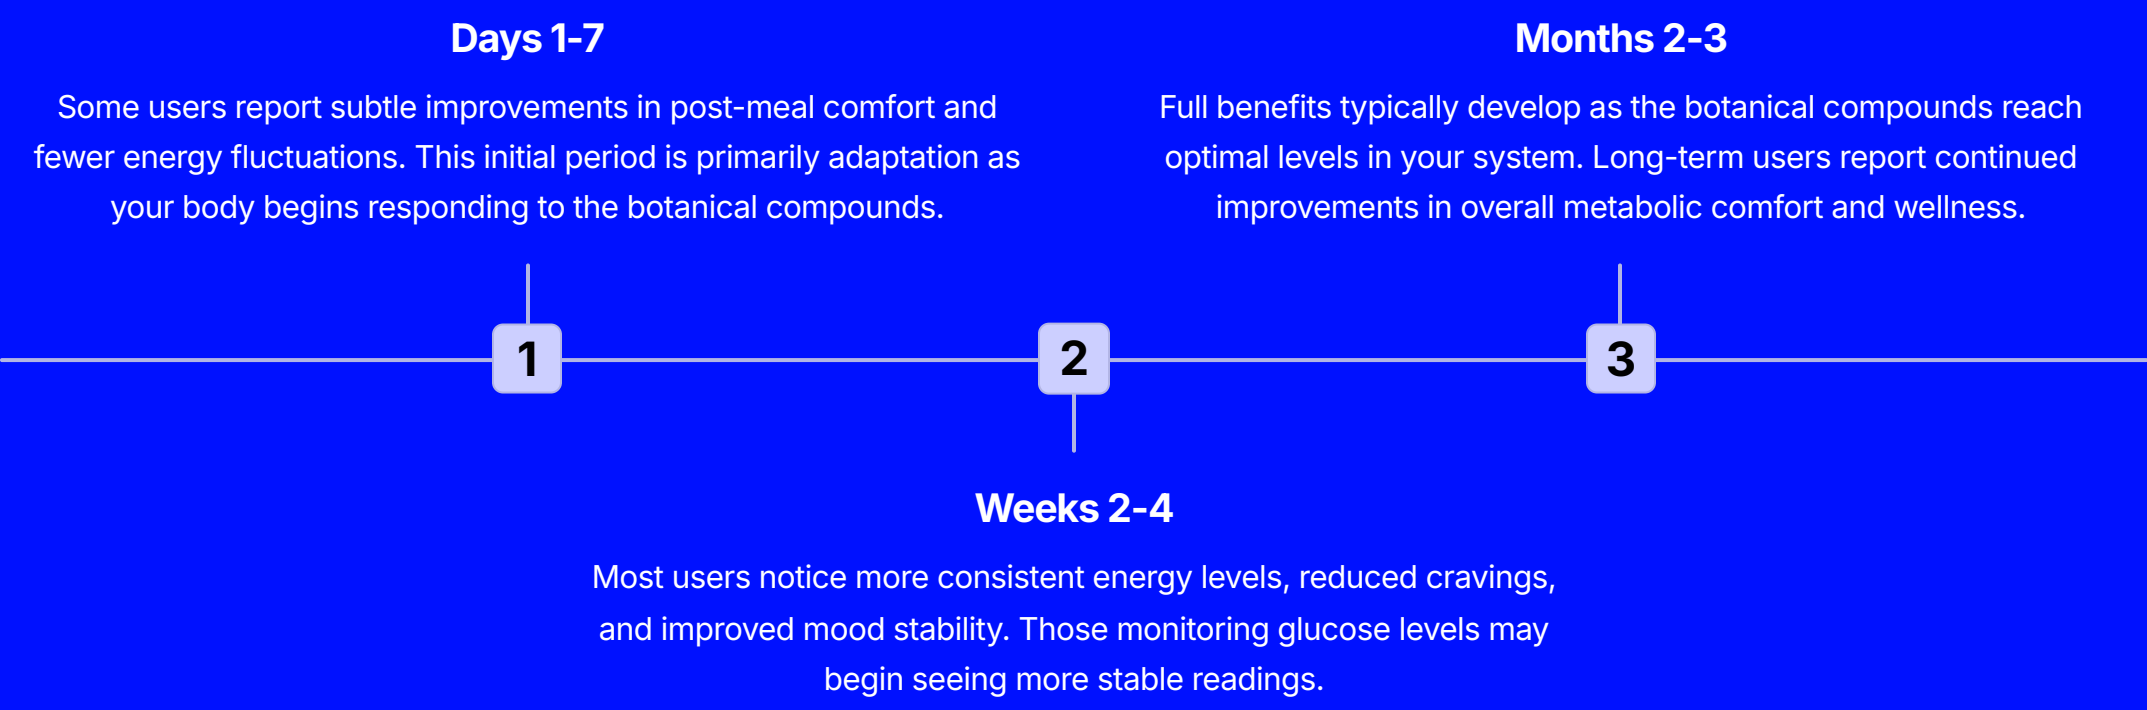 Days 1-7
Some users report subtle improvements in post-meal comfort and
fewer energy fluctuations. This initial period is primarily adaptation as
your body begins responding to the botanical compounds.
Months 2-3
Full benefits typically develop as the botanical compounds reach
optimal levels in your system. Long-term users report continued
improvements in overall metabolic comfort and wellness.
1
2
3
Weeks 2-4
Most users notice more consistent energy levels, reduced cravings,
and improved mood stability. Those monitoring glucose levels may
begin seeing more stable readings.